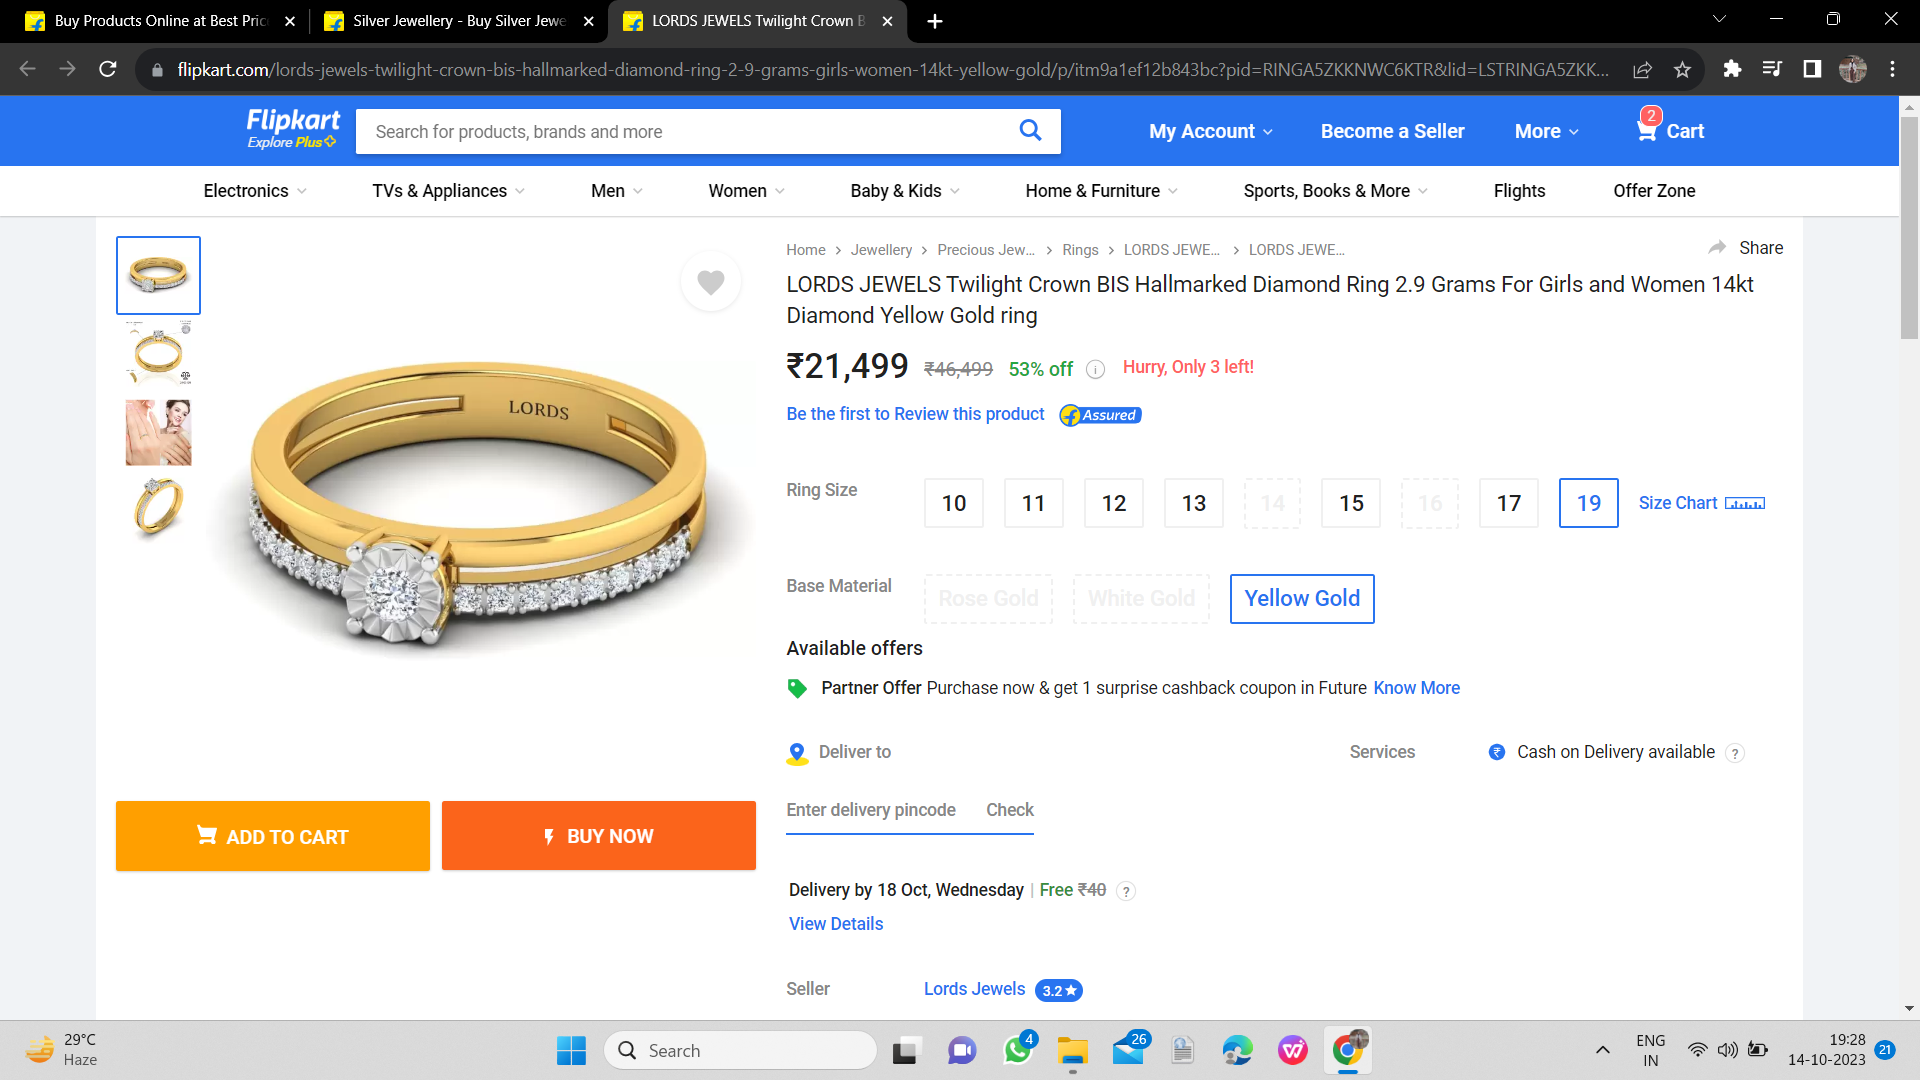 Buy Products Online at Best Pric
Silver Jewellery - Buy Silver Jewe
LORDS JEWELS Twilight Crown B
flipkart.com/lords-jewels-twilight-crown-bis-hallmarked-diamond-ring-2-9-grams-girls-women-14kt-yellow-gold/p/itm9a1ef12b843bc?pid=RINGA5ZKKNWC6KTR&lid=LSTRINGA5ZKK...
Flipkart
Explore Plus
Search for products, brands and more
My Account
Become a Seller
More
2
Cart
Electronics
TVs & Appliances
Men
Women
Baby & Kids
Home & Furniture
Sports, Books & More
Flights
Offer Zone
Home > Jewellery > Precious Jew... > Rings > LORDS JEWE... > LORDS JEWE...
Share
LORDS JEWELS Twilight Crown BIS Hallmarked Diamond Ring 2.9 Grams For Girls and Women 14kt
Diamond Yellow Gold ring
₹21,499 ₹46,499 53% off i Hurry, Only 3 left!
Be the first to Review this product
Assured
LORDS
Ring Size
10 11 12 13 14 15 16 17 19
Size Chart
Base Material
Rose Gold White Gold Yellow Gold
Available offers
Partner Offer Purchase now & get 1 surprise cashback coupon in Future Know More
Deliver to
Services
₹ Cash on Delivery available ?
Enter delivery pincode Check
ADD TO CART
BUY NOW
Delivery by 18 Oct, Wednesday | Free ₹40 ?
View Details
Seller
Lords Jewels 3.2★
29°C
Haze
Search
4
26
ENG
IN
19:28
14-10-2023
21